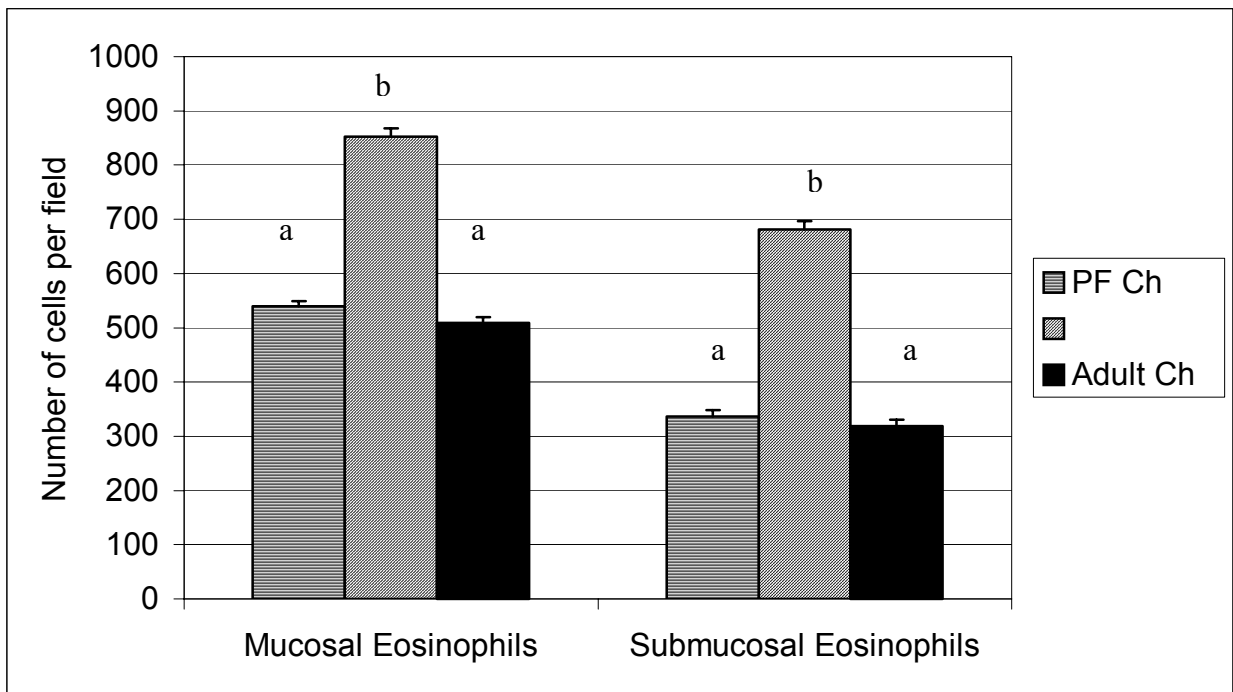 Number of cells per field
1000
900
800
700
600
500
400
300
200
100
0
a
b
a
a
b
a
Mucosal Eosinophils
Submucosal Eosinophils
PF Ch
Adult Ch